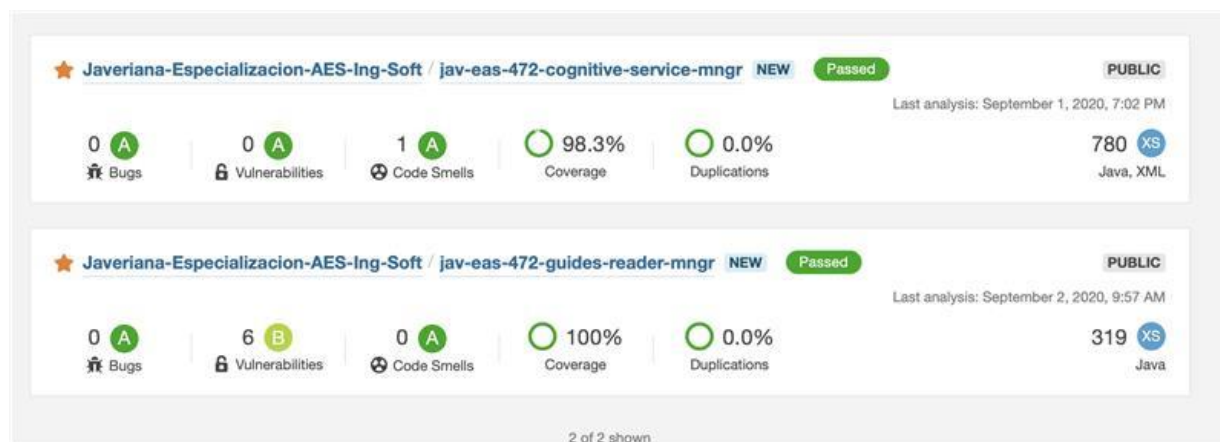 Javeriana-Especializacion-AES-Ing-Soft / jav-eas-472-cognitive-service-mngr NEW Passed PUBLIC
Last analysis: September 1, 2020, 7:02 PM
0 A 0 A 1 A 98.3% 0.0% 780 XS
Bugs Vulnerabilities Code Smells Coverage Duplications Java, XML
Javeriana-Especializacion-AES-Ing-Soft / jav-eas-472-guides-reader-mngr NEW Passed PUBLIC
Last analysis: September 2, 2020, 9:57 AM
0 A 6 B 0 A 100% 0.0% 319 XS
Bugs Vulnerabilities Code Smells Coverage Duplications Java
2 of 2 shown